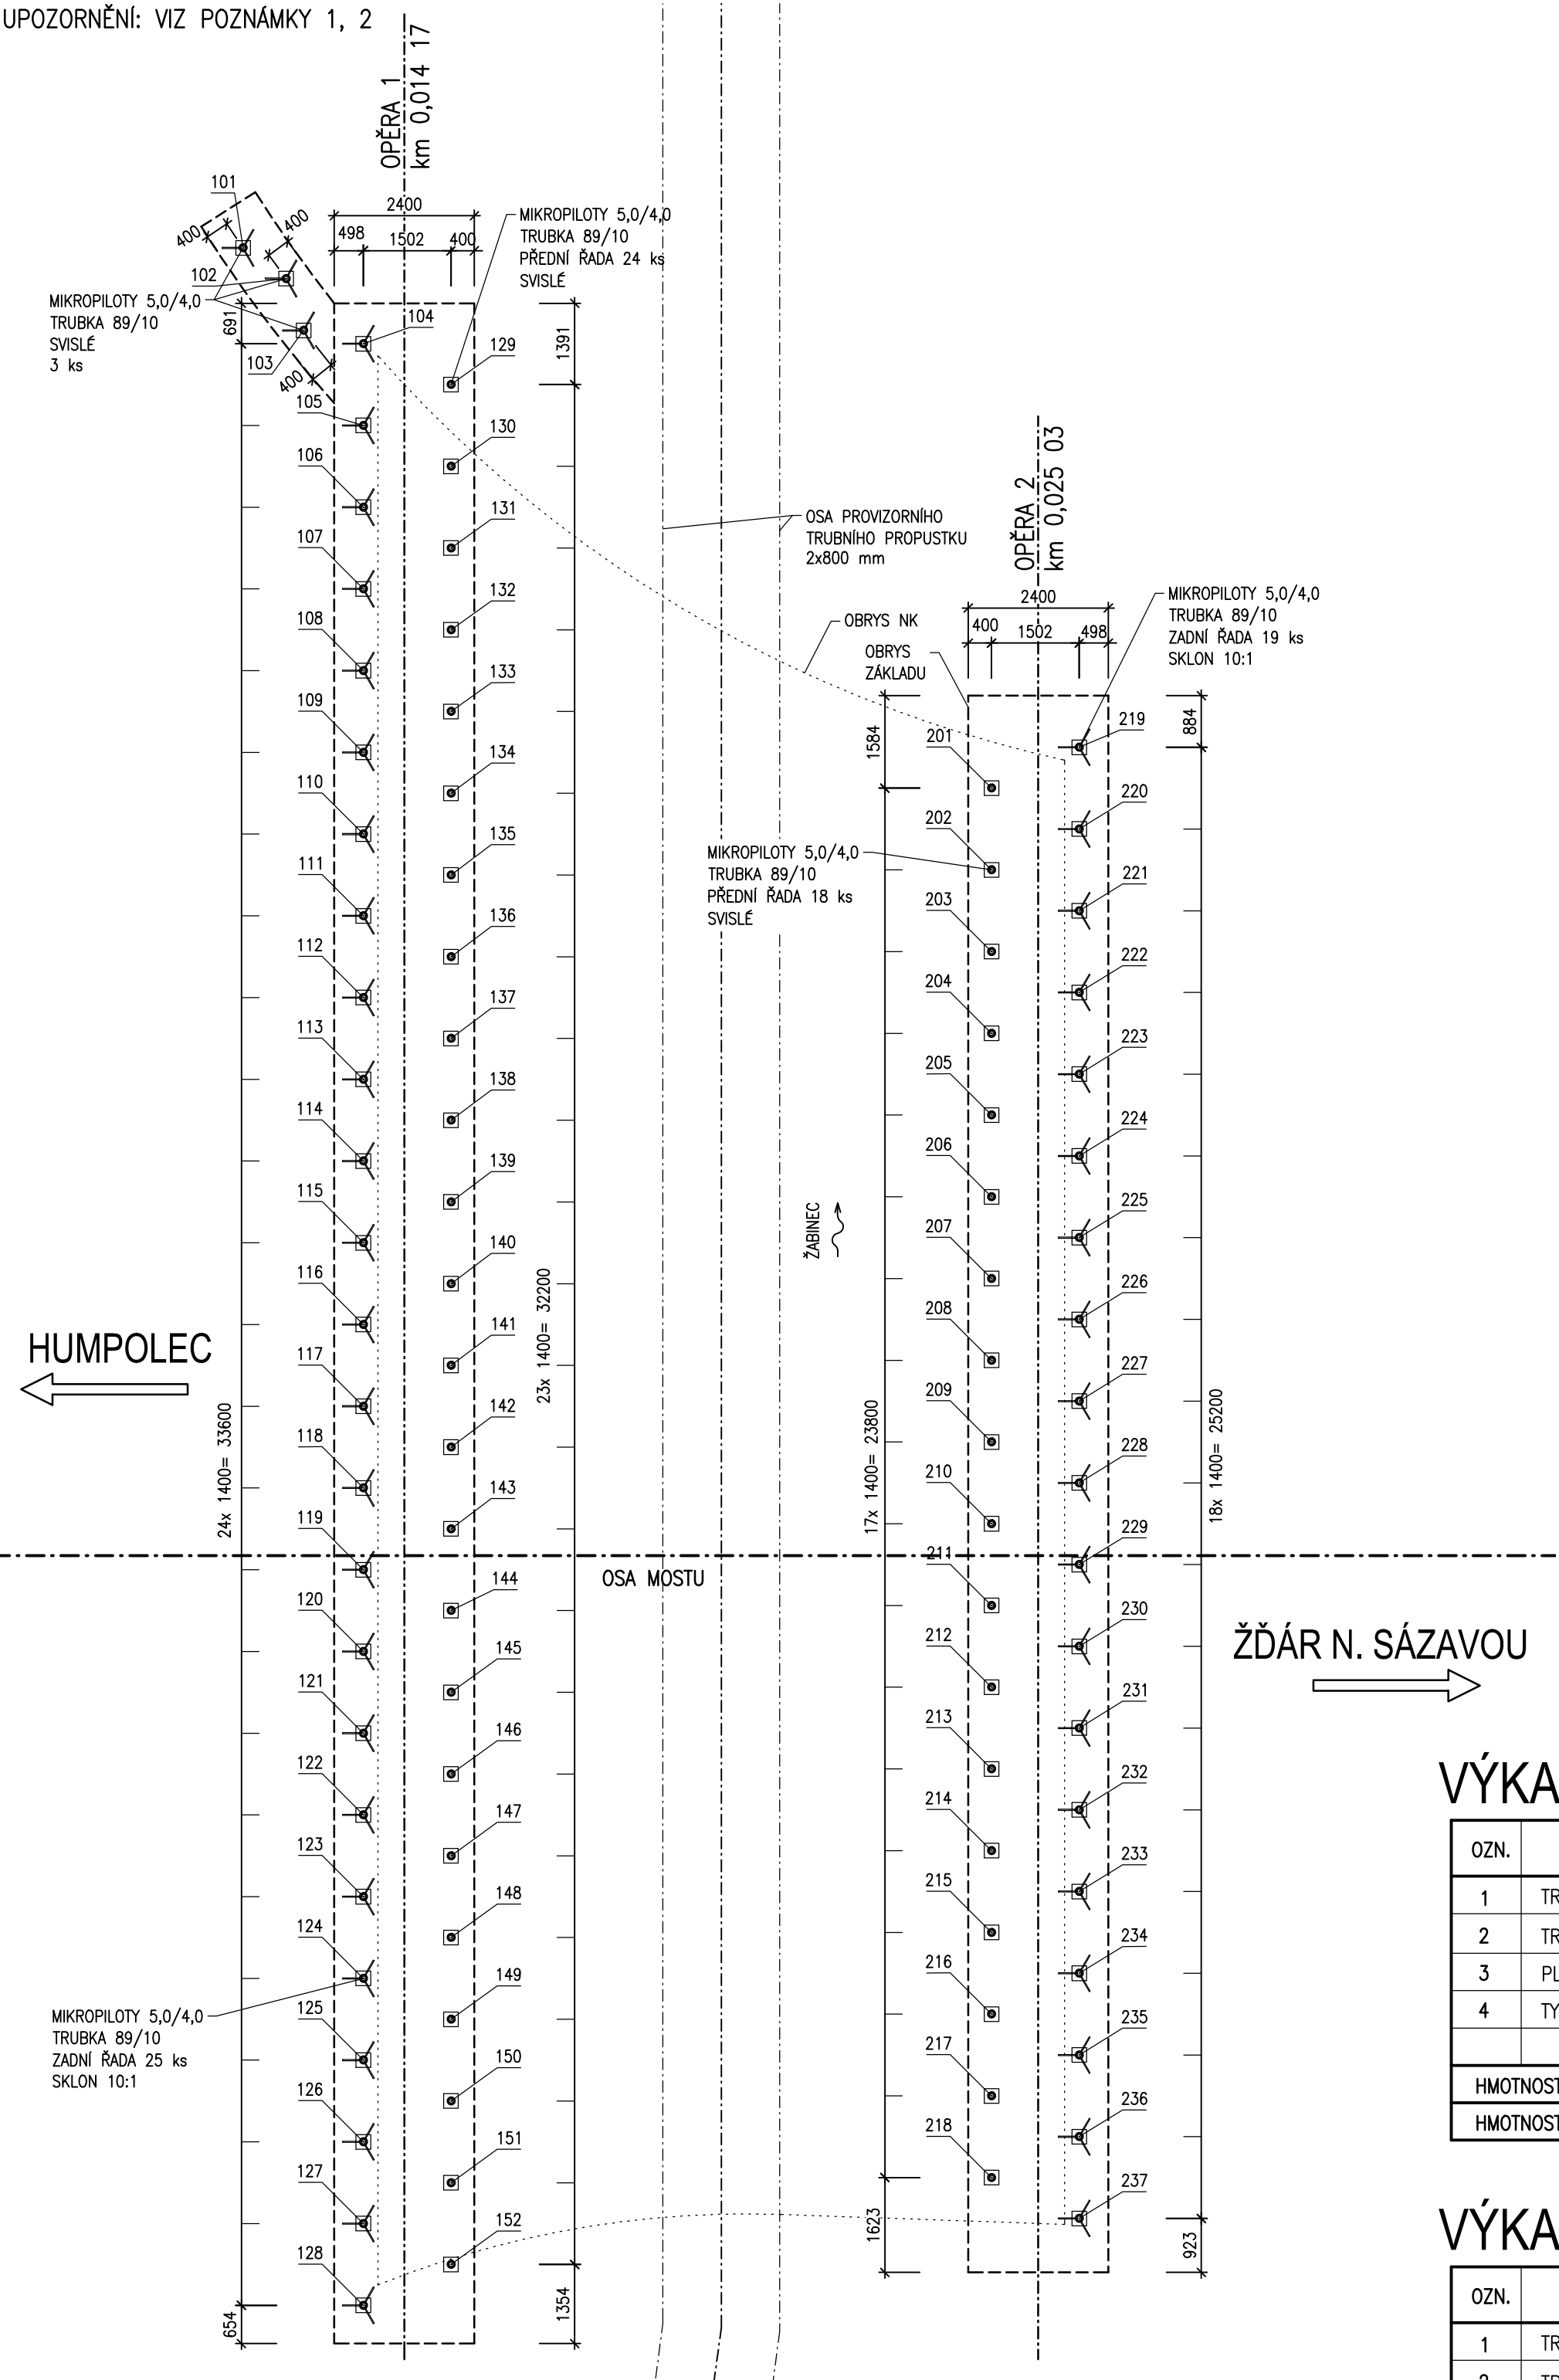 UPOZORNĚNÍ: VIZ POZNÁMKY 1, 2
OPĚRA 1
km 0,014 17
101
400
400
102
MIKROPILOTY 5,0/4,0
TRUBKA 89/10
SVISLÉ
3 ks
103
400
2400
498
1502
400
MIKROPILOTY 5,0/4,0
TRUBKA 89/10
PŘEDNÍ ŘADA 24 ks
SVISLÉ
691
104
1391
129
105
130
106
131
107
132
108
133
109
134
110
135
111
136
112
137
113
138
114
139
115
140
116
141
117
142
118
143
119
144
120
145
121
146
122
147
123
148
124
149
125
150
126
151
127
152
128
24x 1400= 33600
23x 1400= 32200
654
1354
MIKROPILOTY 5,0/4,0
TRUBKA 89/10
ZADNÍ ŘADA 25 ks
SKLON 10:1
HUMPOLEC
OSA MOSTU
OSA PROVIZORNÍHO
TRUBNÍHO PROPUSTKU
2x800 mm
OBRYS NK
OBRYS
ZÁKLADU
OPĚRA 2
km 0,025 03
2400
400
1502
498
MIKROPILOTY 5,0/4,0
TRUBKA 89/10
ZADNÍ ŘADA 19 ks
SKLON 10:1
1584
884
MIKROPILOTY 5,0/4,0
TRUBKA 89/10
PŘEDNÍ ŘADA 18 ks
SVISLÉ
ŽABINEC
201
219
202
220
203
221
204
222
205
223
206
224
207
225
208
226
209
227
210
228
211
229
212
230
213
231
214
232
215
233
216
234
217
235
218
236
237
17x 1400= 23800
18x 1400= 25200
1623
923
ŽĎÁR N. SÁZAVOU
VÝKA
OZN.
1 TR
2 TR
3 PL
4 TY
HMOTNOST
HMOTNOST
VÝKA
OZN.
1 TR